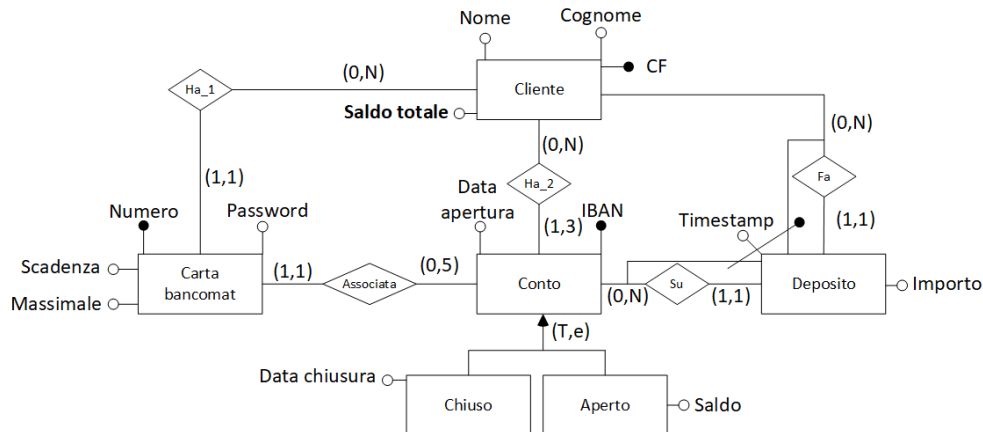 Nome
Cognome
(0,N)
CF
Ha_1
Cliente
Saldo totale
(0,N)
(0,N)
(1,1)
Ha_2
Fa
Data
apertura
IBAN
Numero
Password
(1,3)
Timestamp
(1,1)
Scadenza
Carta
bancomat
(1,1)
Associata
(0,5)
Conto
(0,N)
Su
(1,1)
Deposito
Importo
Massimale
(T,e)
Data chiusura
Chiuso
Aperto
Saldo